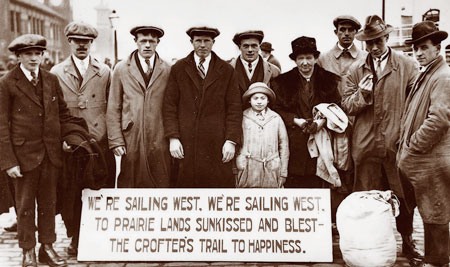 WE'RE SAILING WEST, WE'RE SAILING WEST,
TO PRAIRIE LANDS SUNKISSED AND BLEST-
THE CROFTER'S TRAIL TO HAPPINESS.